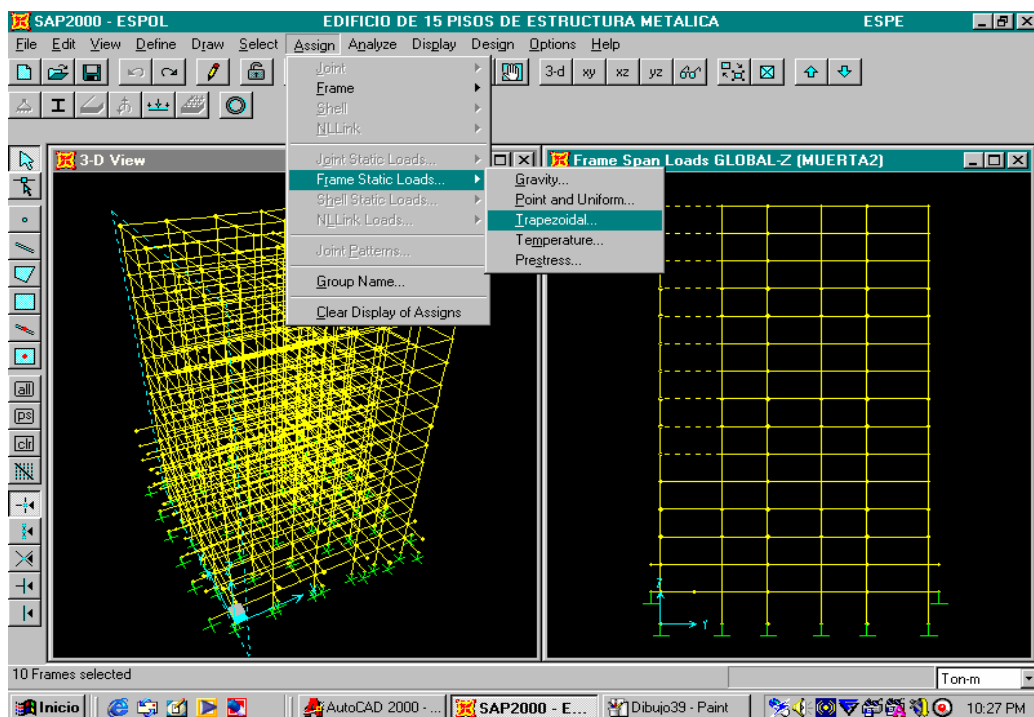 SAP2000 - ESPOL EDIFICIO DE 15 PISOS DE ESTRUCTURA METALICA ESPE
File Edit View Define Draw Select Assign Analyze Display Design Options Help
3-d xy xz yz
Joint
Frame
Shell
NLLink
Joint Static Loads...
Frame Static Loads...
Shell Static Loads...
NLLink Loads...
Joint Patterns...
Group Name...
Clear Display of Assigns
Gravity...
Point and Uniform...
Trapezoidal...
Temperature...
Prestress...
3-D View
Frame Span Loads GLOBAL-Z (MUERTA2)
all
ps
clr
Z
Y
10 Frames selected
Ton-m
Inicio AutoCAD 2000 - ... SAP2000 - E... Dibujo39 - Paint 10:27 PM